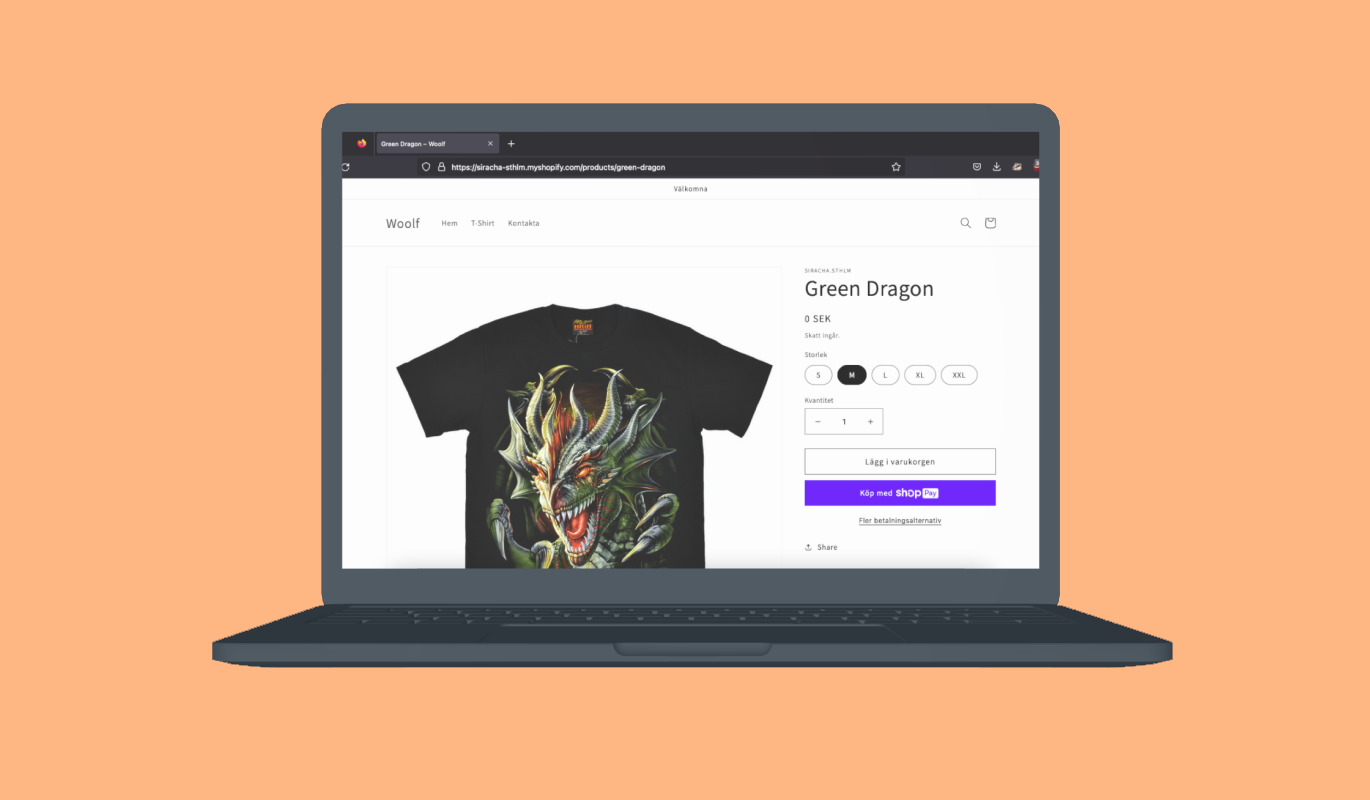 Green Dragon – Woolf
https://siracha-sthlm.myshopify.com/products/green-dragon
Välkomna
Woolf
Hem
T-Shirt
Kontakta
SIRACHA.STHLM
Green Dragon
0 SEK
Skatt ingår.
Storlek
S
M
L
XL
XXL
Kvantitet
− 1 +
Lägg i varukorgen
Köp med shop Pay
Fler betalningsalternativ
Share